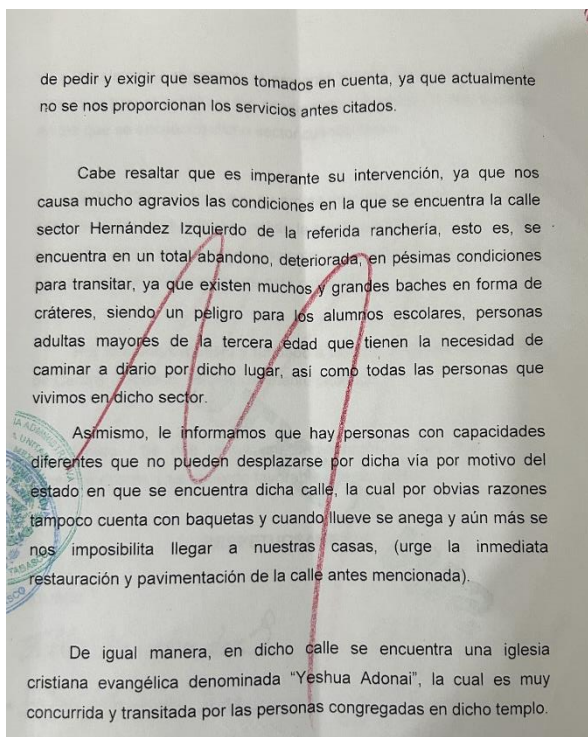 de pedir y exigir que seamos tomados en cuenta, ya que actualmente
no se nos proporcionan los servicios antes citados.
Cabe resaltar que es imperante su intervención, ya que nos
causa mucho agravios las condiciones en la que se encuentra la calle
sector Hernández Izquierdo de la referida ranchería, esto es, se
encuentra en un total abandono, deteriorada, en pésimas condiciones
para transitar, ya que existen muchos y grandes baches en forma de
cráteres, siendo un peligro para los alumnos escolares, personas
adultas mayores de la tercera edad que tienen la necesidad de
caminar a diario por dicho lugar, así como todas las personas que
vivimos en dicho sector.
Asimismo, le informamos que hay personas con capacidades
diferentes que no pueden desplazarse por dicha vía por motivo del
estado en que se encuentra dicha calle, la cual por obvias razones
tampoco cuenta con baquetas y cuando llueve se anega y aún más se
nos imposibilita llegar a nuestras casas, (urge la inmediata
restauración y pavimentación de la calle antes mencionada).
De igual manera, en dicho calle se encuentra una iglesia
cristiana evangélica denominada “Yeshua Adonai”, la cual es muy
concurrida y transitada por las personas congregadas en dicho templo.